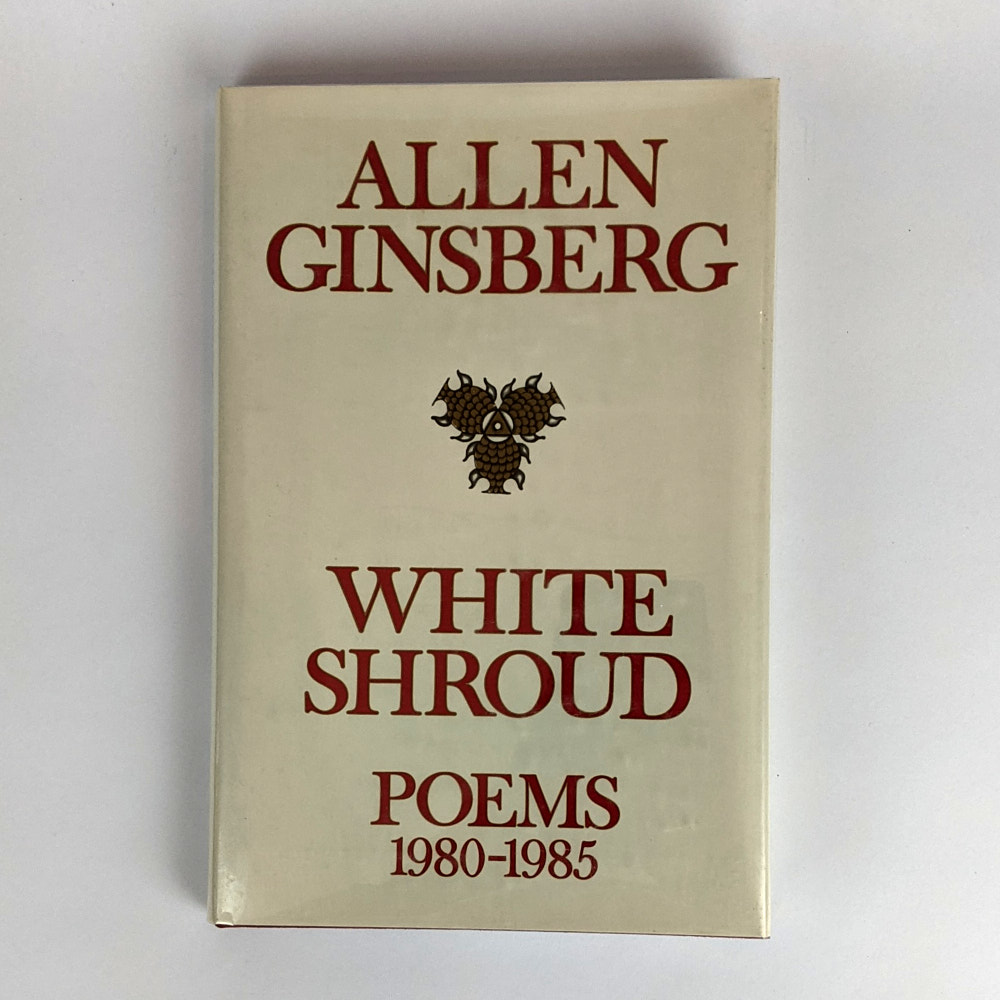 ALLEN
GINSBERG
WHITE
SHROUD
POEMS
1980-1985